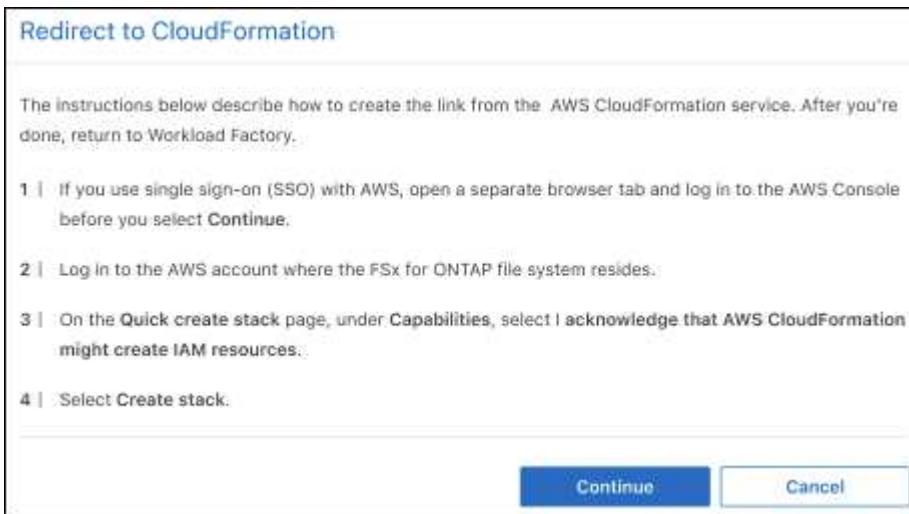 Redirect to CloudFormation
The instructions below describe how to create the link from the AWS CloudFormation service. After you're
done, return to Workload Factory.
1 | If you use single sign-on (SSO) with AWS, open a separate browser tab and log in to the AWS Console
before you select Continue.
2 | Log in to the AWS account where the FSx for ONTAP file system resides.
3 | On the Quick create stack page, under Capabilities, select I acknowledge that AWS CloudFormation
might create IAM resources.
4 | Select Create stack.
Continue Cancel